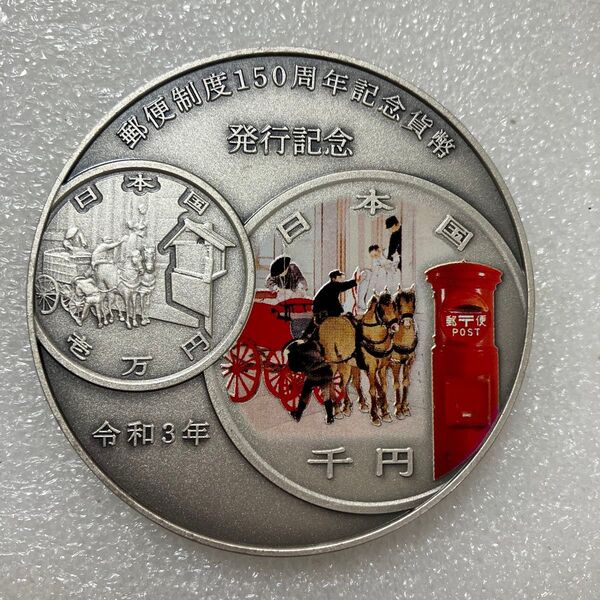 郵便制度150周年記念貨幣
発行記念
日本国
壱万円
日本国
郵〒便
POST
千円
令和3年